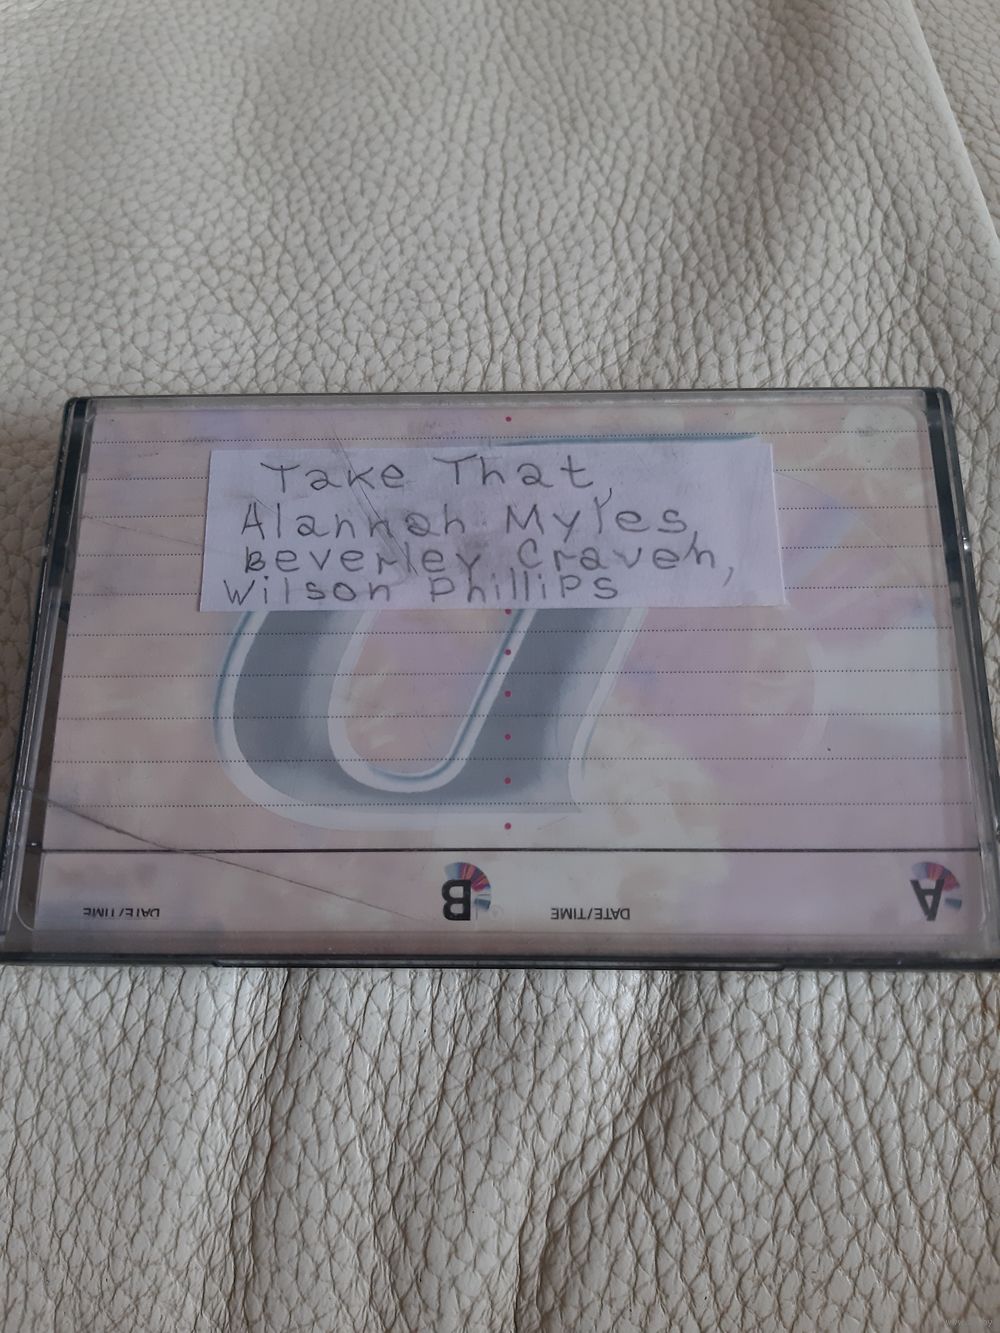 Take That,
Alannah Myles,
Beverley Craven,
Wilson Phillips
B
A
DATE/TIME
DATE/TIME